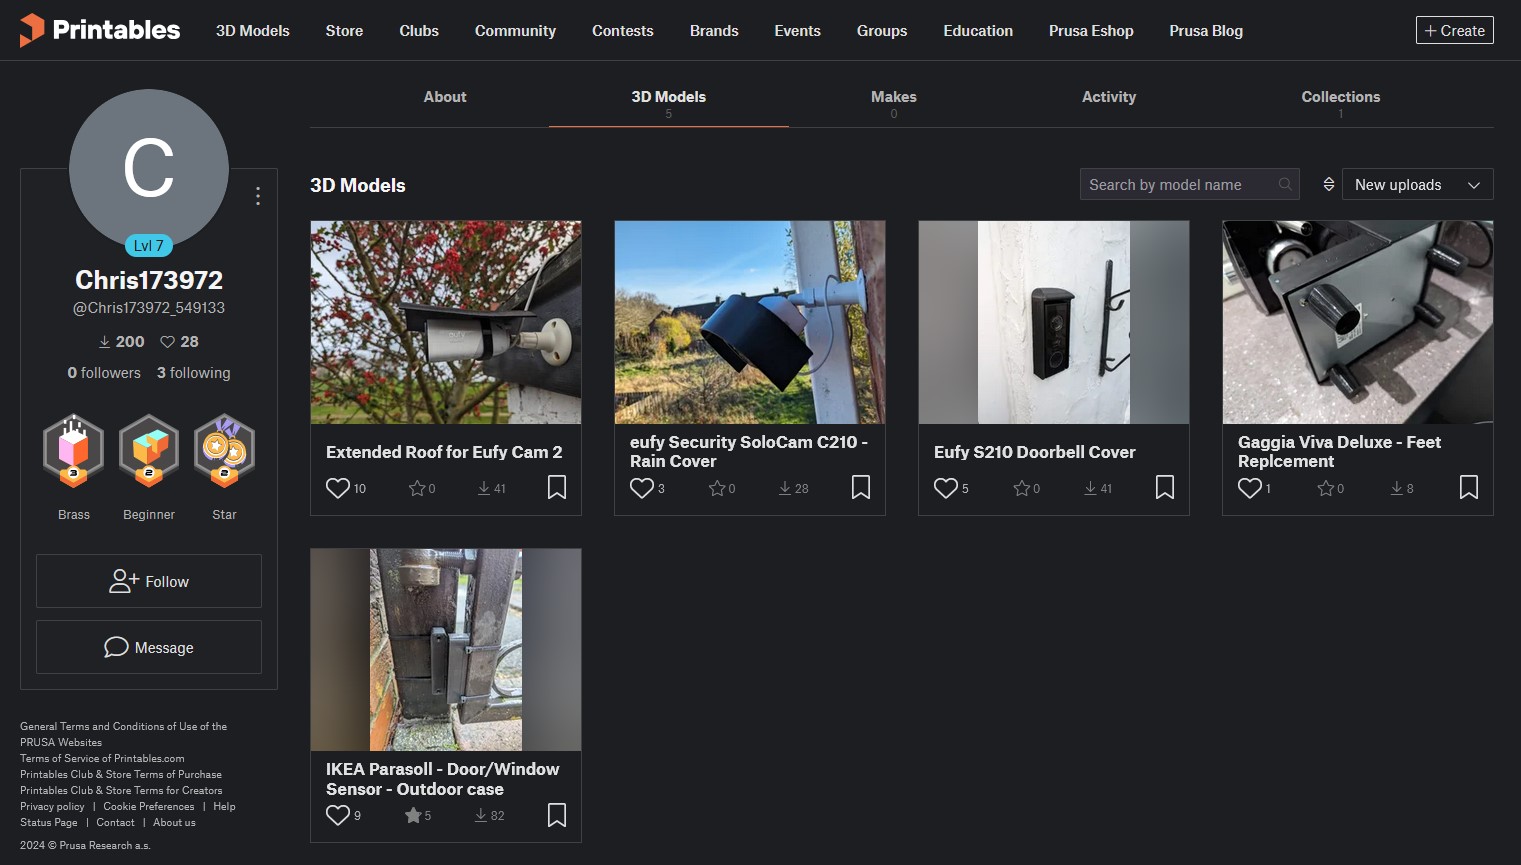 Printables
3D Models
Store
Clubs
Community
Contests
Brands
Events
Groups
Education
Prusa Eshop
Prusa Blog
Create
C
Lvl 7
Chris173972
@Chris173972_549133
200 28
0 followers 3 following
3 2 2
Brass Beginner Star
Follow
Message
General Terms and Conditions of Use of the
PRUSA Websites
Terms of Service of Printables.com
Printables Club & Store Terms of Purchase
Printables Club & Store Terms for Creators
Privacy policy | Cookie Preferences | Help
Status Page | Contact | About us
2024 © Prusa Research a.s.
About
3D Models
5
Makes
0
Activity
Collections
1
3D Models
Search by model name
New uploads
eufy
Extended Roof for Eufy Cam 2
10 0 41
eufy Security SoloCam C210 -
Rain Cover
3 0 28
Eufy S210 Doorbell Cover
5 0 41
Gaggia Viva Deluxe - Feet
Replcement
1 0 8
IKEA Parasoll - Door/Window
Sensor - Outdoor case
9 5 82